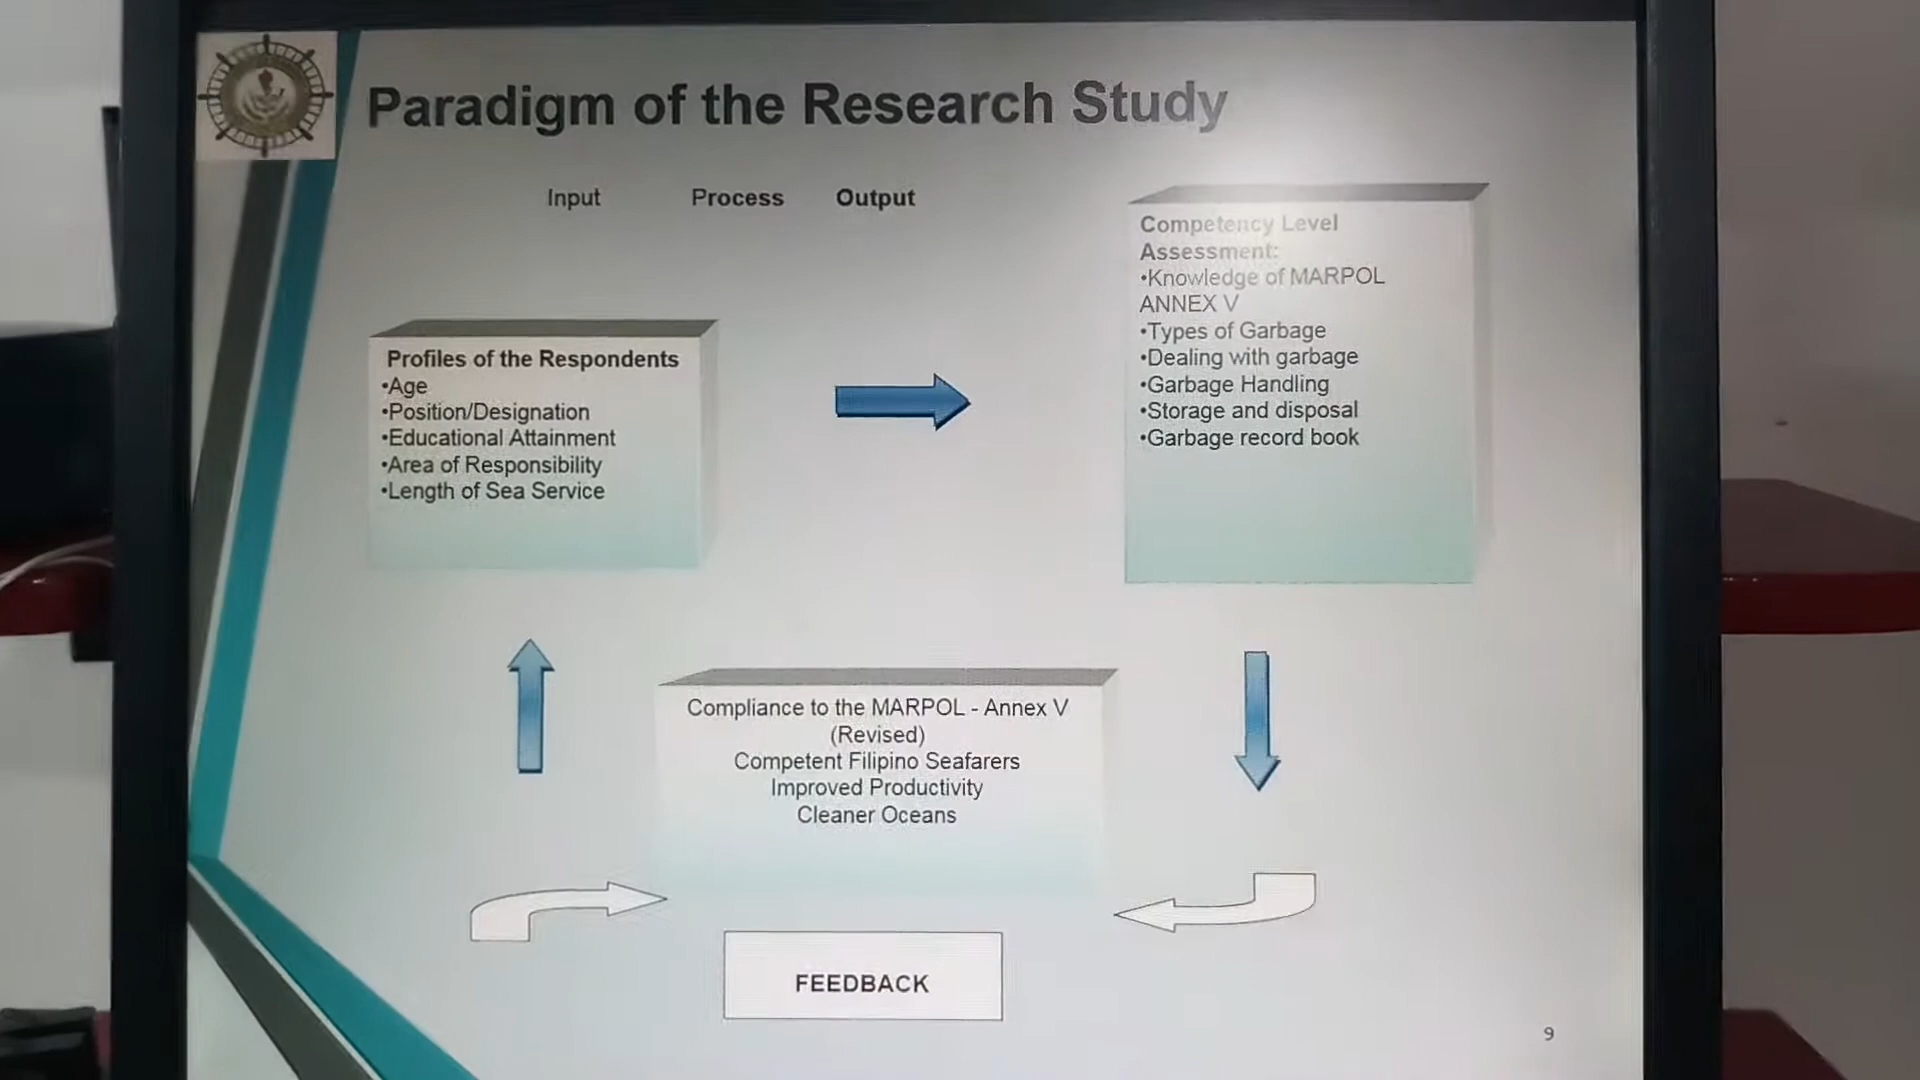 Paradigm of the Research Study
Input Process Output
Profiles of the Respondents
•Age
•Position/Designation
•Educational Attainment
•Area of Responsibility
•Length of Sea Service
Competency Level
Assessment:
•Knowledge of MARPOL
ANNEX V
•Types of Garbage
•Dealing with garbage
•Garbage Handling
•Storage and disposal
•Garbage record book
Compliance to the MARPOL - Annex V
(Revised)
Competent Filipino Seafarers
Improved Productivity
Cleaner Oceans
FEEDBACK
9